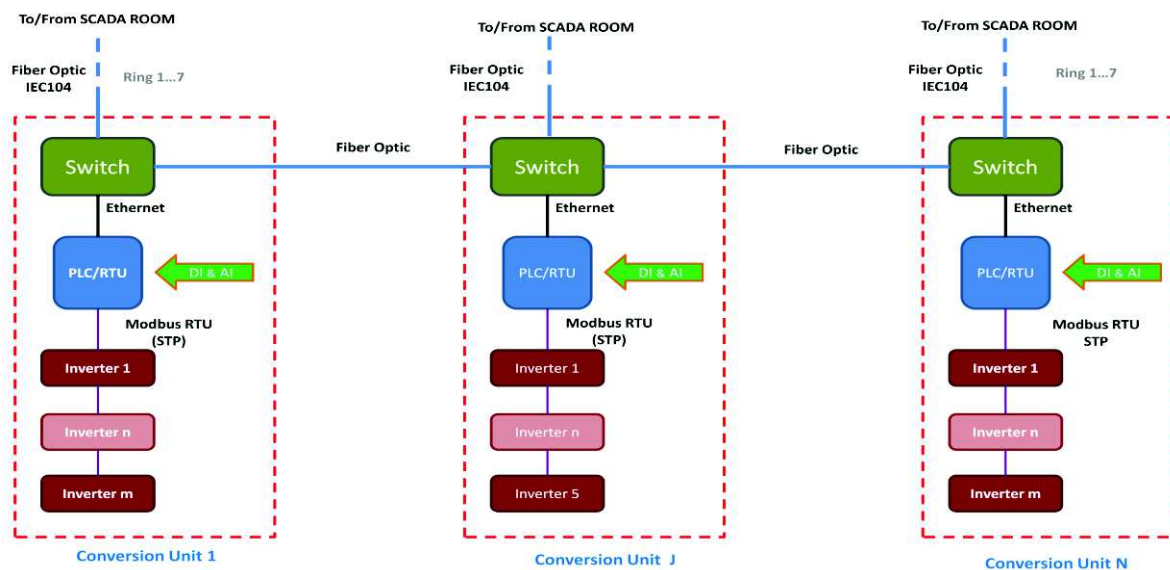 To/From SCADA ROOM
Fiber Optic
IEC104
Ring 1...7
Switch
Ethernet
PLC/RTU
DI & AI
Modbus RTU
(STP)
Inverter 1
Inverter n
Inverter m
Conversion Unit 1
Fiber Optic
To/From SCADA ROOM
Fiber Optic
IEC104
Switch
Ethernet
PLC/RTU
DI & AI
Modbus RTU
(STP)
Inverter 1
Inverter n
Inverter 5
Conversion Unit J
Fiber Optic
To/From SCADA ROOM
Fiber Optic
IEC104
Ring 1...7
Switch
Ethernet
PLC/RTU
DI & AI
Modbus RTU
STP
Inverter 1
Inverter n
Inverter m
Conversion Unit N